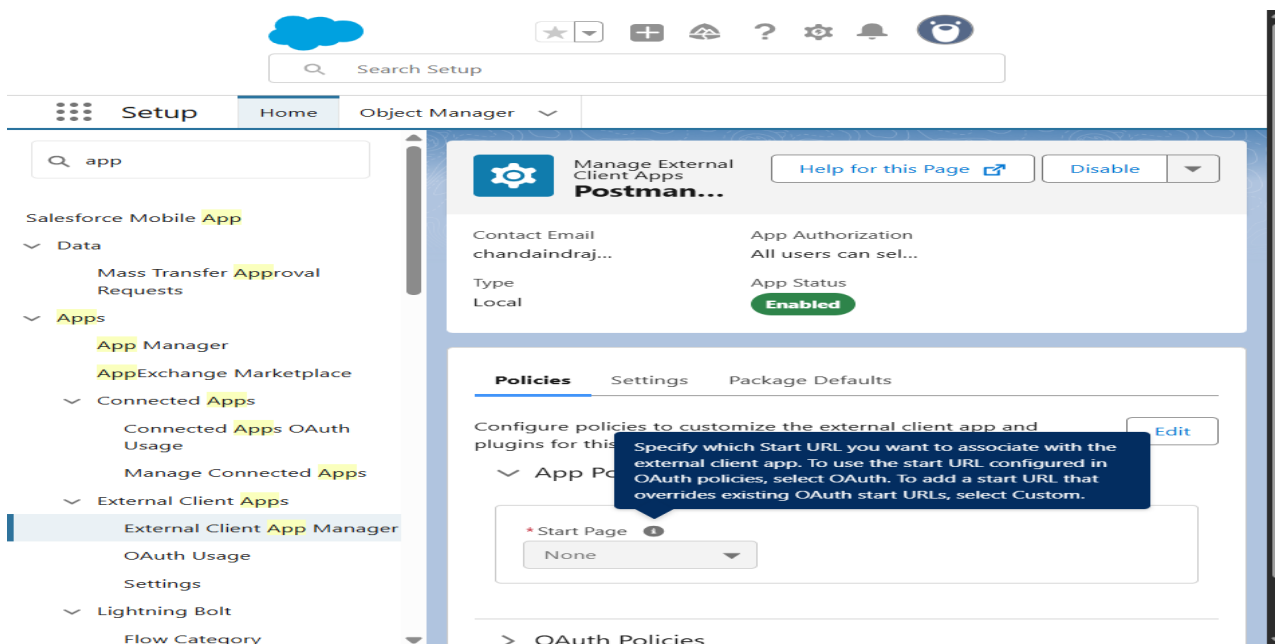 Search Setup
Setup
Home
Object Manager
app
Salesforce Mobile App
Data
Mass Transfer Approval
Requests
Apps
App Manager
AppExchange Marketplace
Connected Apps
Connected Apps OAuth
Usage
Manage Connected Apps
External Client Apps
External Client App Manager
OAuth Usage
Settings
Lightning Bolt
Flow Category
Manage External
Client Apps
Postman...
Help for this Page
Disable
Contact Email
chandaindraj...
App Authorization
All users can sel...
Type
Local
App Status
Enabled
Policies
Settings
Package Defaults
Configure policies to customize the external client app and
plugins for this
Edit
Specify which Start URL you want to associate with the
external client app. To use the start URL configured in
OAuth policies, select OAuth. To add a start URL that
overrides existing OAuth start URLs, select Custom.
App Po
* Start Page
None
OAuth Policies